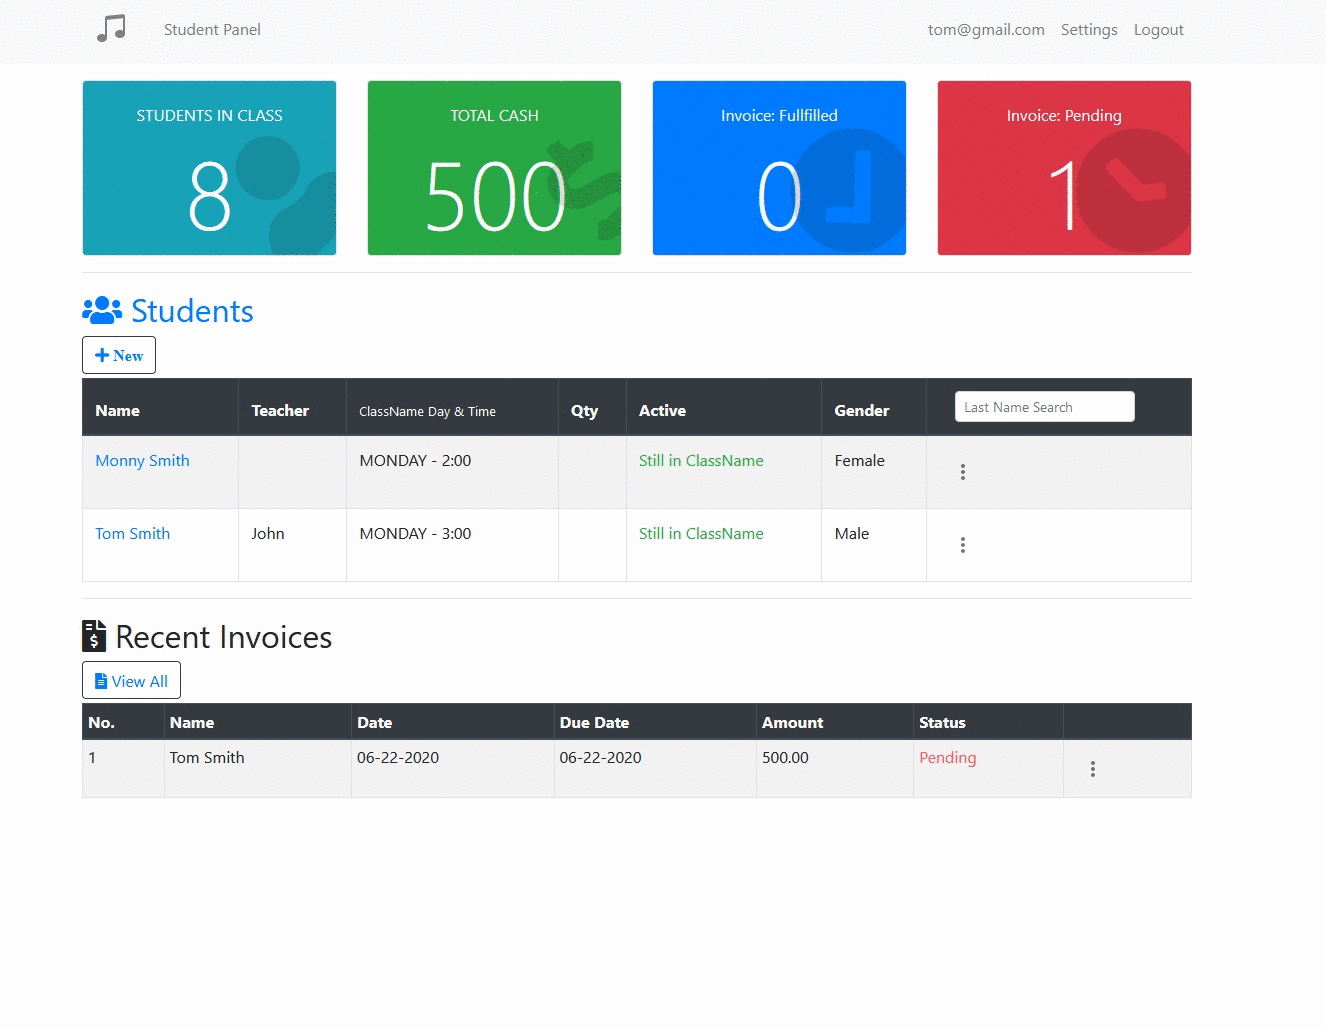 Student Panel tom@gmail.com Settings Logout
STUDENTS IN CLASS TOTAL CASH Invoice: Fullfilled Invoice: Pending
8 500 0 1
Students
New
Name Teacher ClassName Day & Time Qty Active Gender Last Name Search
Monny Smith MONDAY - 2:00 Still in ClassName Female
Tom Smith John MONDAY - 3:00 Still in ClassName Male
Recent Invoices
View All
No. Name Date Due Date Amount Status
1 Tom Smith 06-22-2020 06-22-2020 500.00 Pending